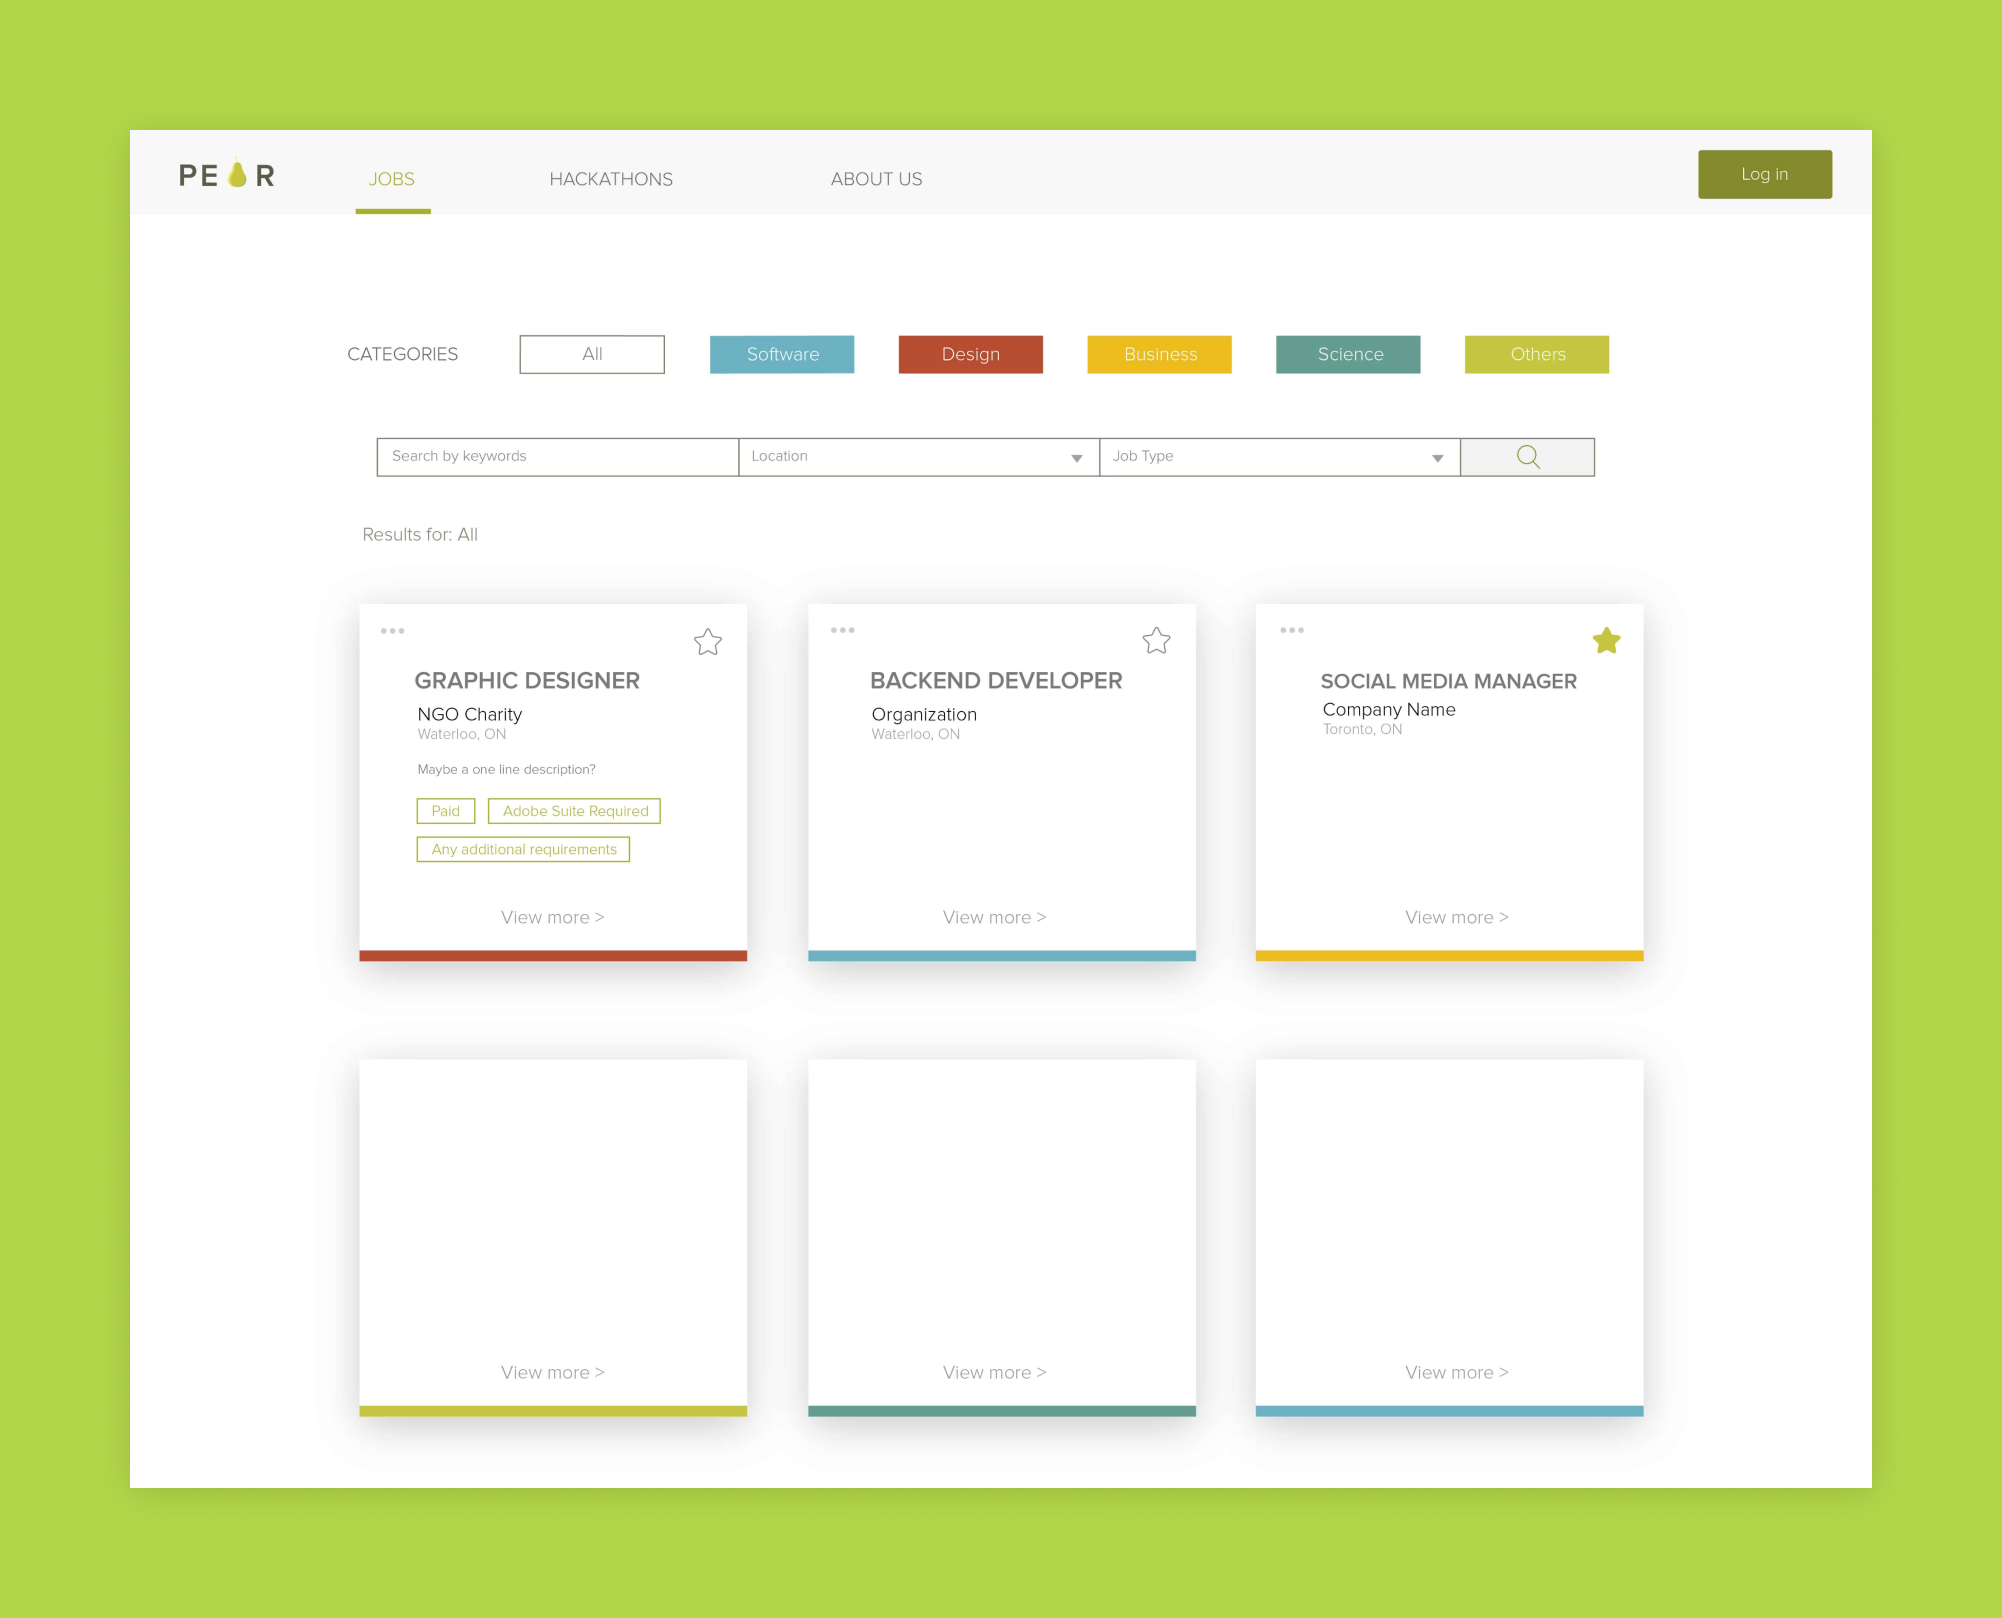 PEAR
JOBS
HACKATHONS
ABOUT US
Log in
CATEGORIES
All
Software
Design
Business
Science
Others
Search by keywords
Location
Job Type
Results for: All
GRAPHIC DESIGNER
NGO Charity
Waterloo, ON
Maybe a one line description?
Paid
Adobe Suite Required
Any additional requirements
View more >
BACKEND DEVELOPER
Organization
Waterloo, ON
View more >
SOCIAL MEDIA MANAGER
Company Name
Toronto, ON
View more >
View more >
View more >
View more >